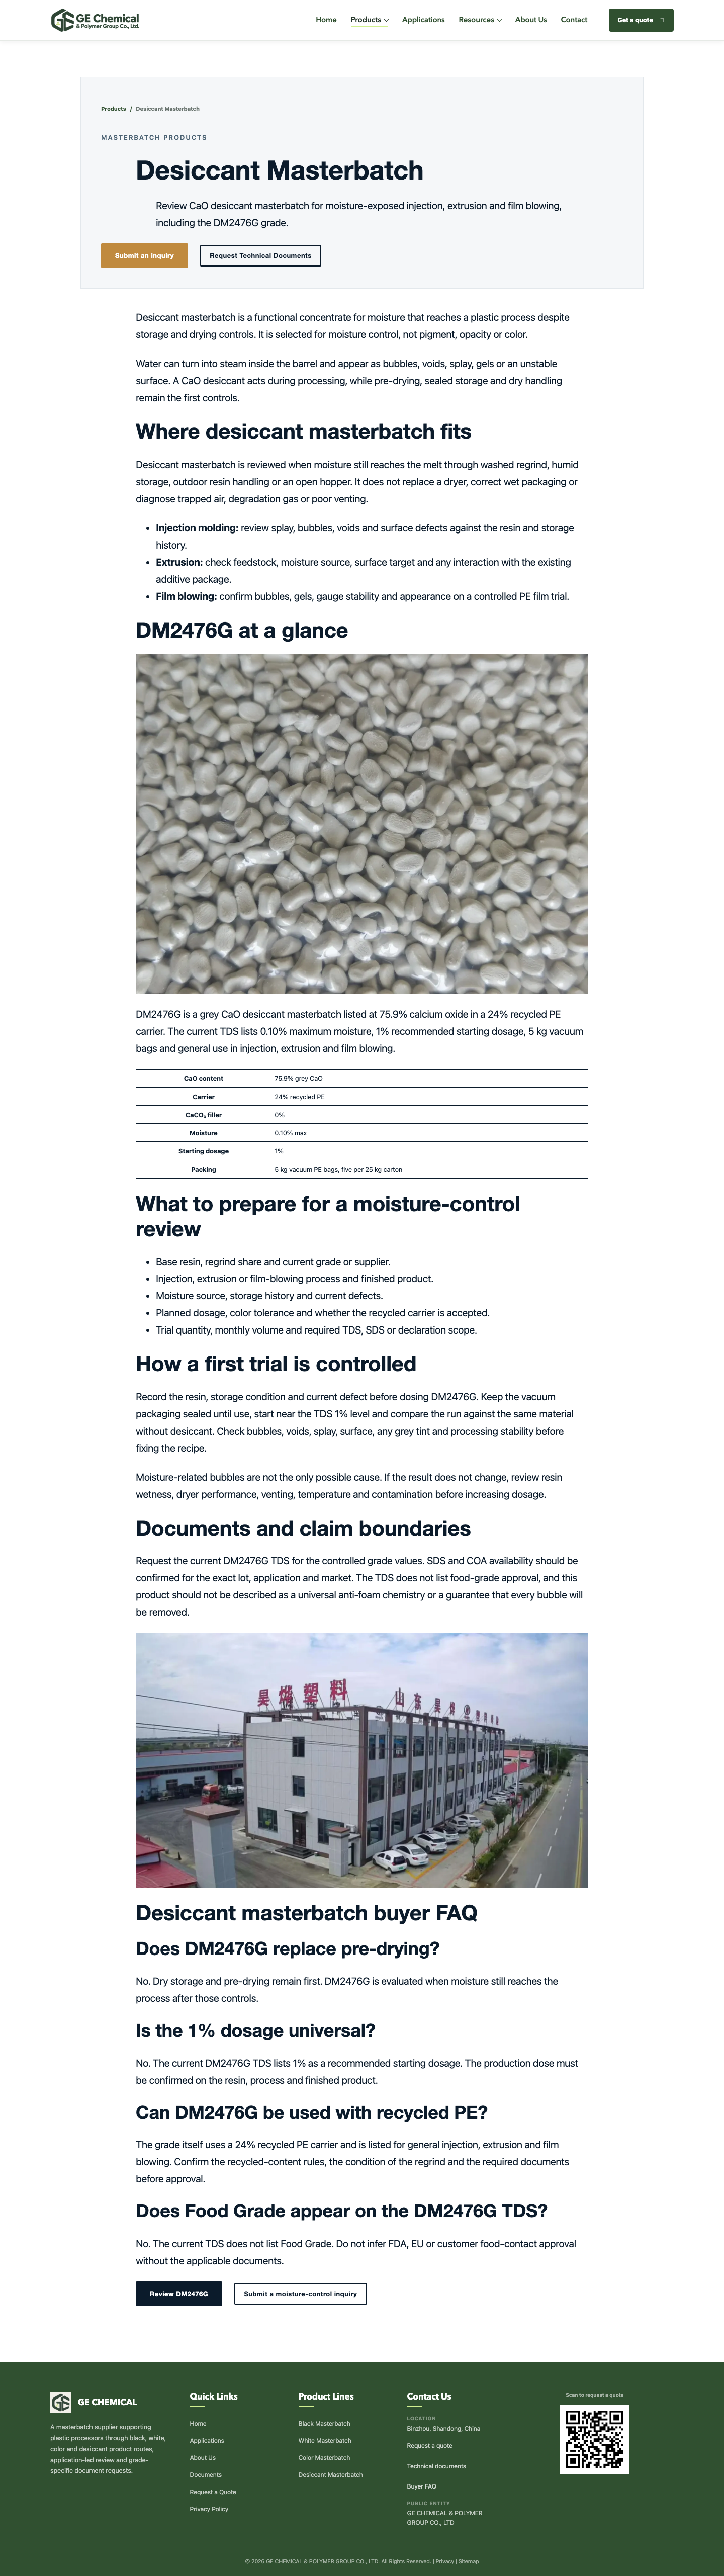 GE Chemical
& Polymer Group Co., Ltd.
Home
Products
Applications
Resources
About Us
Contact
Get a quote
Products / Desiccant Masterbatch
MASTERBATCH PRODUCTS
Desiccant Masterbatch
Review CaO desiccant masterbatch for moisture-exposed injection, extrusion and film blowing,
including the DM2476G grade.
Submit an inquiry
Request Technical Documents
Desiccant masterbatch is a functional concentrate for moisture that reaches a plastic process despite
storage and drying controls. It is selected for moisture control, not pigment, opacity or color.
Water can turn into steam inside the barrel and appear as bubbles, voids, splay, gels or an unstable
surface. A CaO desiccant acts during processing, while pre-drying, sealed storage and dry handling
remain the first controls.
Where desiccant masterbatch fits
Desiccant masterbatch is reviewed when moisture still reaches the melt through washed regrind, humid
storage, outdoor resin handling or an open hopper. It does not replace a dryer, correct wet packaging or
diagnose trapped air, degradation gas or poor venting.
• Injection molding: review splay, bubbles, voids and surface defects against the resin and storage
history.
• Extrusion: check feedstock, moisture source, surface target and any interaction with the existing
additive package.
• Film blowing: confirm bubbles, gels, gauge stability and appearance on a controlled PE film trial.
DM2476G at a glance
DM2476G is a grey CaO desiccant masterbatch listed at 75.9% calcium oxide in a 24% recycled PE
carrier. The current TDS lists 0.10% maximum moisture, 1% recommended starting dosage, 5 kg vacuum
bags and general use in injection, extrusion and film blowing.
CaO content 75.9% grey CaO
Carrier 24% recycled PE
CaCO₃ filler 0%
Moisture 0.10% max
Starting dosage 1%
Packing 5 kg vacuum PE bags, five per 25 kg carton
What to prepare for a moisture-control
review
• Base resin, regrind share and current grade or supplier.
• Injection, extrusion or film-blowing process and finished product.
• Moisture source, storage history and current defects.
• Planned dosage, color tolerance and whether the recycled carrier is accepted.
• Trial quantity, monthly volume and required TDS, SDS or declaration scope.
How a first trial is controlled
Record the resin, storage condition and current defect before dosing DM2476G. Keep the vacuum
packaging sealed until use, start near the TDS 1% level and compare the run against the same material
without desiccant. Check bubbles, voids, splay, surface, any grey tint and processing stability before
fixing the recipe.
Moisture-related bubbles are not the only possible cause. If the result does not change, review resin
wetness, dryer performance, venting, temperature and contamination before increasing dosage.
Documents and claim boundaries
Request the current DM2476G TDS for the controlled grade values. SDS and COA availability should be
confirmed for the exact lot, application and market. The TDS does not list food-grade approval, and this
product should not be described as a universal anti-foam chemistry or a guarantee that every bubble will
be removed.
昊烨塑料
山东昊烨
Desiccant masterbatch buyer FAQ
Does DM2476G replace pre-drying?
No. Dry storage and pre-drying remain first. DM2476G is evaluated when moisture still reaches the
process after those controls.
Is the 1% dosage universal?
No. The current DM2476G TDS lists 1% as a recommended starting dosage. The production dose must
be confirmed on the resin, process and finished product.
Can DM2476G be used with recycled PE?
The grade itself uses a 24% recycled PE carrier and is listed for general injection, extrusion and film
blowing. Confirm the recycled-content rules, the condition of the regrind and the required documents
before approval.
Does Food Grade appear on the DM2476G TDS?
No. The current TDS does not list Food Grade. Do not infer FDA, EU or customer food-contact approval
without the applicable documents.
Review DM2476G
Submit a moisture-control inquiry
GE CHEMICAL
A masterbatch supplier supporting
plastic processors through black, white,
color and desiccant product routes,
application-led review and grade-
specific document requests.
Quick Links
Home
Applications
About Us
Documents
Request a Quote
Privacy Policy
Product Lines
Black Masterbatch
White Masterbatch
Color Masterbatch
Desiccant Masterbatch
Contact Us
LOCATION
Binzhou, Shandong, China
Request a quote
Technical documents
Buyer FAQ
PUBLIC ENTITY
GE CHEMICAL & POLYMER
GROUP CO., LTD
Scan to request a quote
© 2026 GE CHEMICAL & POLYMER GROUP CO., LTD. All Rights Reserved. | Privacy | Sitemap